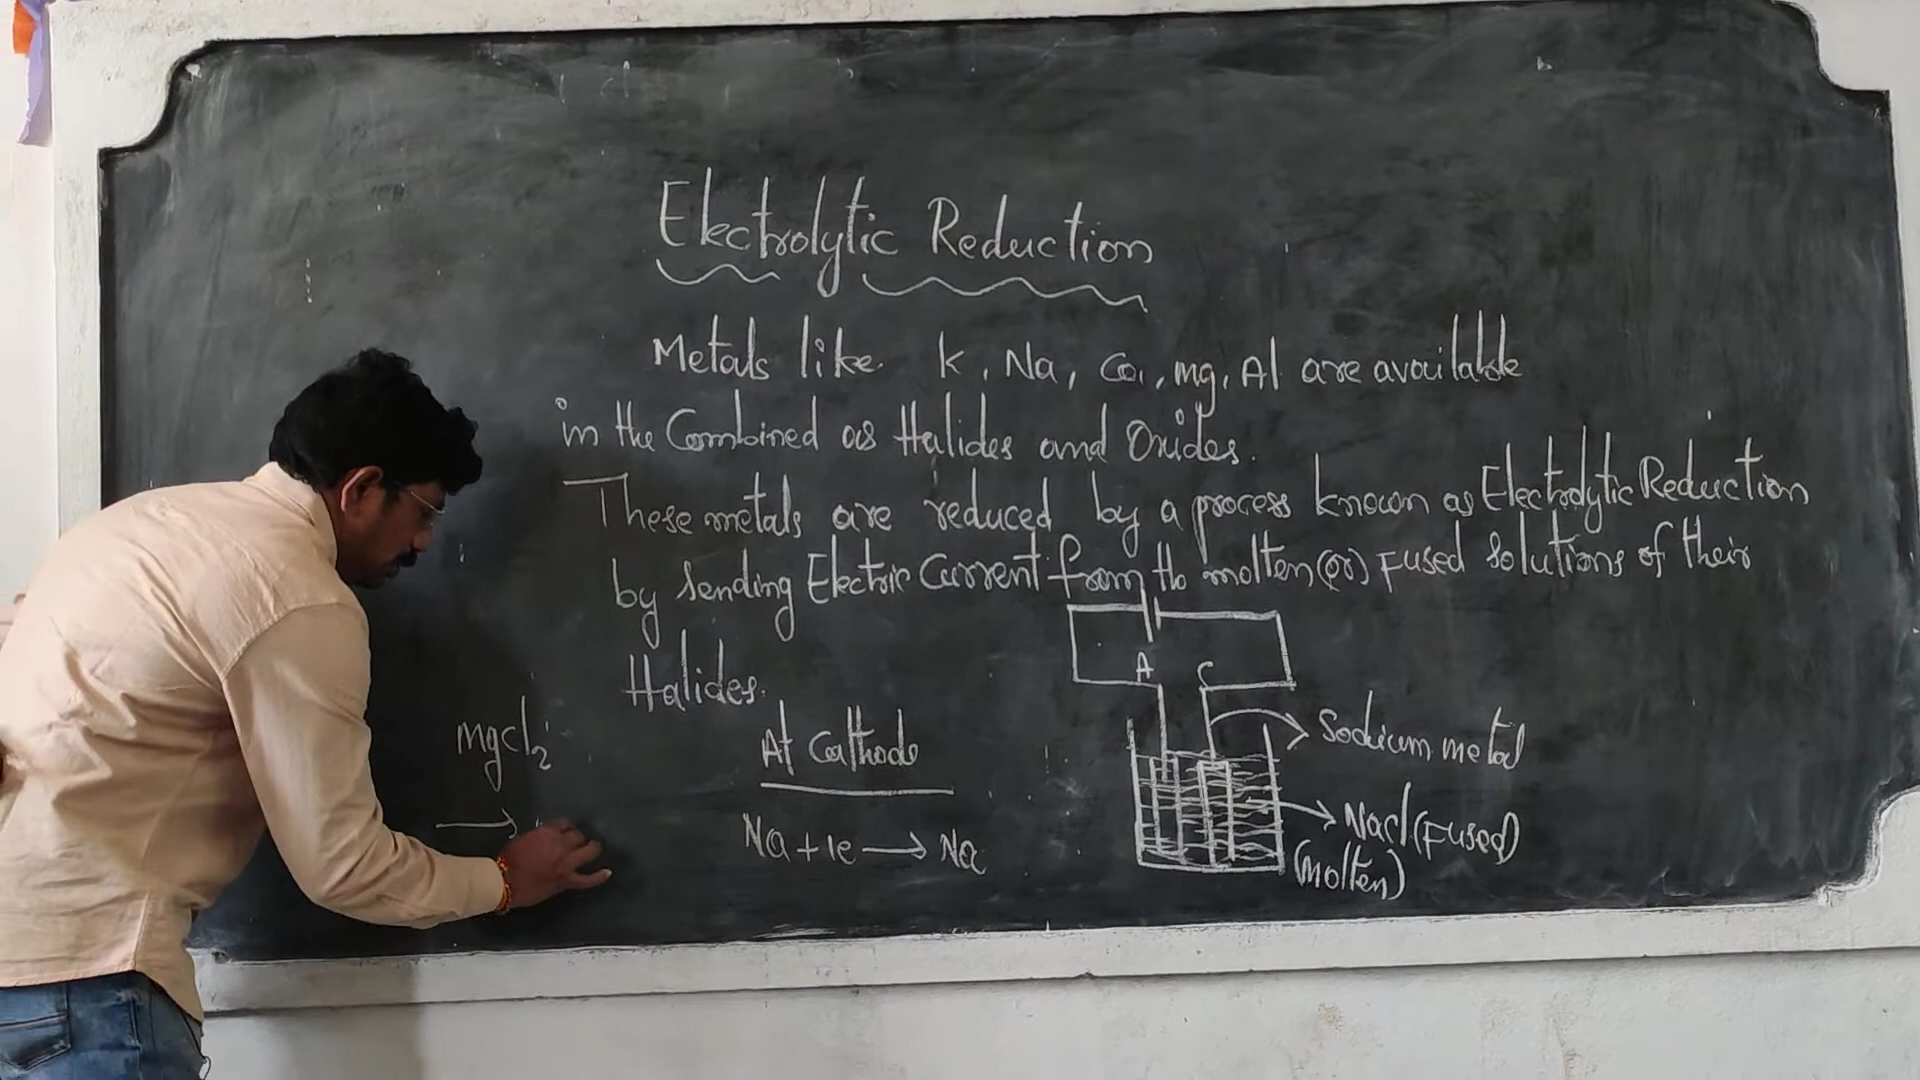 Electrolytic Reduction
Metals like K, Na, Ca, mg, Al are available
in the Combined as Halides and Oxides.
These metals are reduced by a process known as Electrolytic Reduction
by sending Electric Current from the molten (or) Fused solutions of their
Halides.
A C
mgcl2
→
At Cathode
Na + 1e → Na
Sodium metal
Nacl (Fused)
(molten)